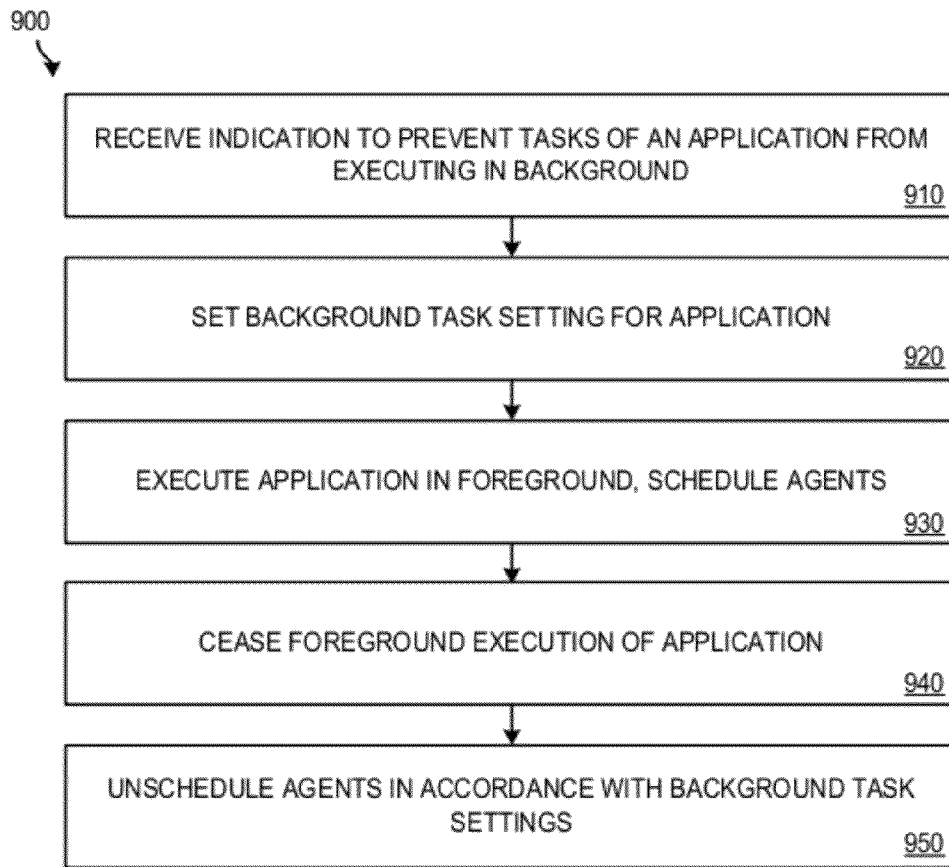 900
RECEIVE INDICATION TO PREVENT TASKS OF AN APPLICATION FROM
EXECUTING IN BACKGROUND
910
SET BACKGROUND TASK SETTING FOR APPLICATION
920
EXECUTE APPLICATION IN FOREGROUND, SCHEDULE AGENTS
930
CEASE FOREGROUND EXECUTION OF APPLICATION
940
UNSCHEDULE AGENTS IN ACCORDANCE WITH BACKGROUND TASK
SETTINGS
950